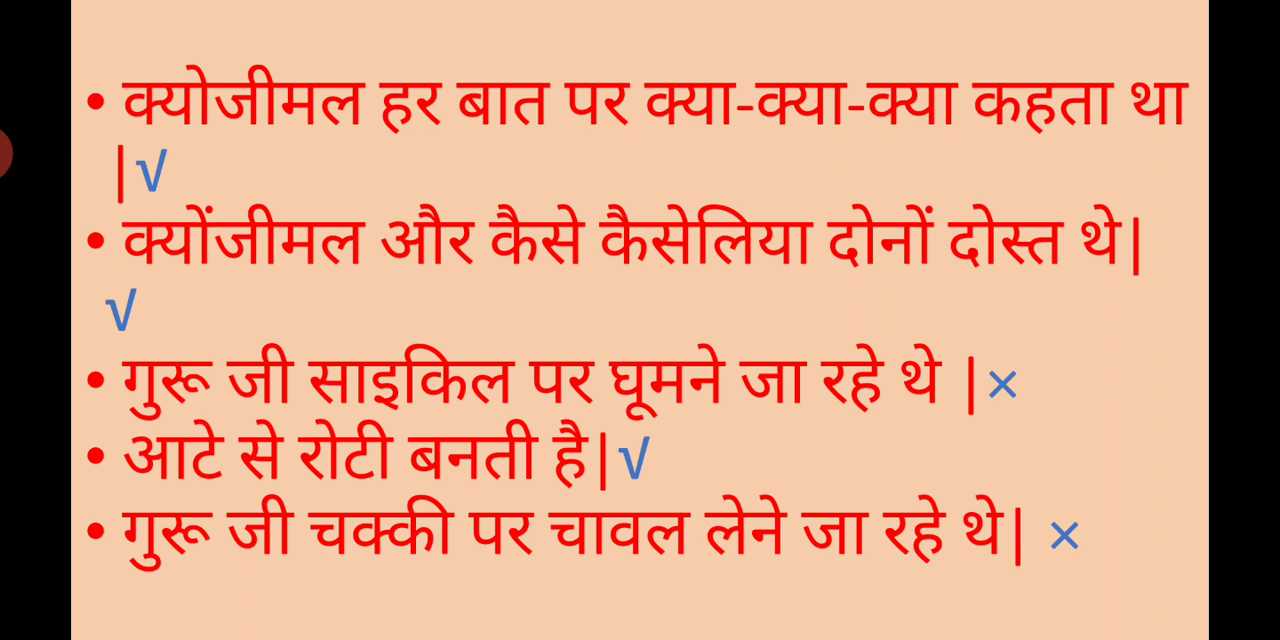 • क्योजीमल हर बात पर क्या-क्या-क्या कहता था
|√
• क्योंजीमल और कैसे कैसेलिया दोनों दोस्त थे|
√
• गुरू जी साइकिल पर घूमने जा रहे थे |×
• आटे से रोटी बनती है|√
• गुरू जी चक्की पर चावल लेने जा रहे थे| ×